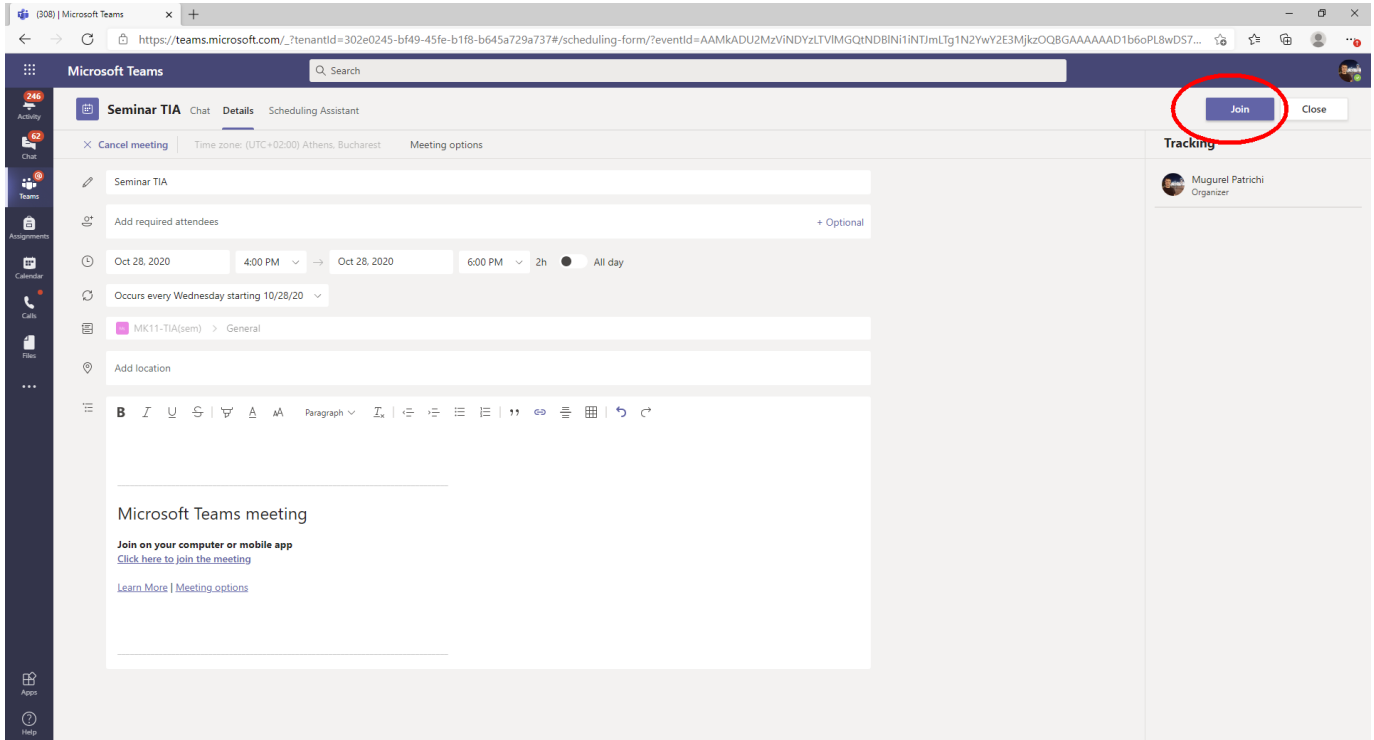 (308) | Microsoft Teams
https://teams.microsoft.com/_?tenantId=302e0245-bf49-45fe-b1f8-b645a729a737#/scheduling-form/?eventId=AAMkADU2MzViNDYzLTVlMGQtNDBlNi1iNTJmLTg1N2YwY2E3MjkzOQBGAAAAAAD1b6oPL8wDS7...
Microsoft Teams
Search
246
Activity
62
Chat
Teams
Assignments
Calendar
Calls
Files
Apps
Help
Seminar TIA Chat Details Scheduling Assistant
Join
Close
Cancel meeting Time zone: (UTC+02:00) Athens, Bucharest Meeting options
Seminar TIA
Add required attendees + Optional
Oct 28, 2020 4:00 PM → Oct 28, 2020 6:00 PM 2h All day
Occurs every Wednesday starting 10/28/20
MK11-TIA(sem) > General
Add location
B I U S A AA Paragraph
Microsoft Teams meeting
Join on your computer or mobile app
Click here to join the meeting
Learn More | Meeting options
Tracking
Mugurel Patrichi
Organizer